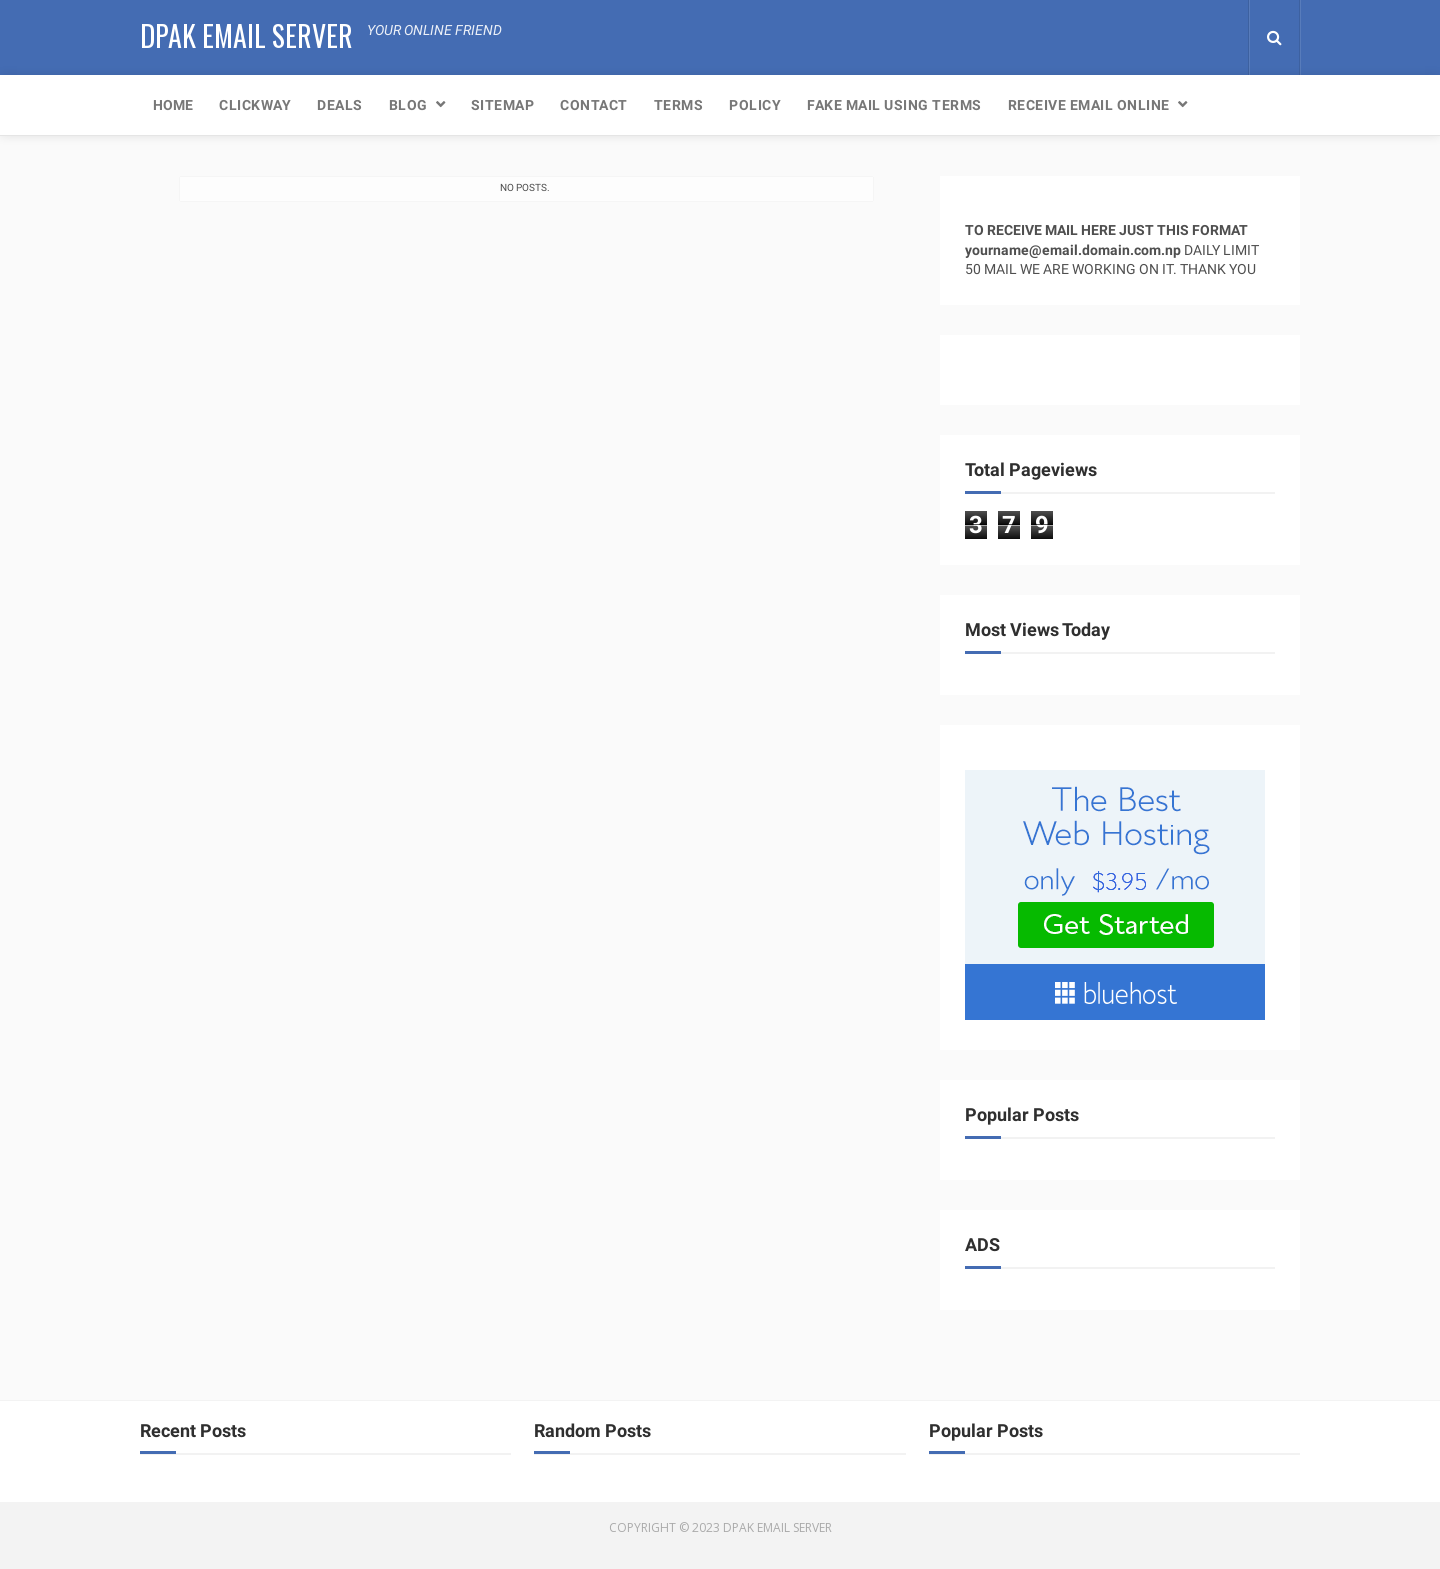 DPAK EMAIL SERVER
YOUR ONLINE FRIEND
HOME CLICKWAY DEALS BLOG SITEMAP CONTACT TERMS POLICY FAKE MAIL USING TERMS RECEIVE EMAIL ONLINE
NO POSTS.
TO RECEIVE MAIL HERE JUST THIS FORMAT
yourname@email.domain.com.np DAILY LIMIT
50 MAIL WE ARE WORKING ON IT. THANK YOU
Total Pageviews
3 7 9
Most Views Today
The Best
Web Hosting
only $3.95 /mo
Get Started
bluehost
Popular Posts
ADS
Recent Posts
Random Posts
Popular Posts
COPYRIGHT © 2023 DPAK EMAIL SERVER